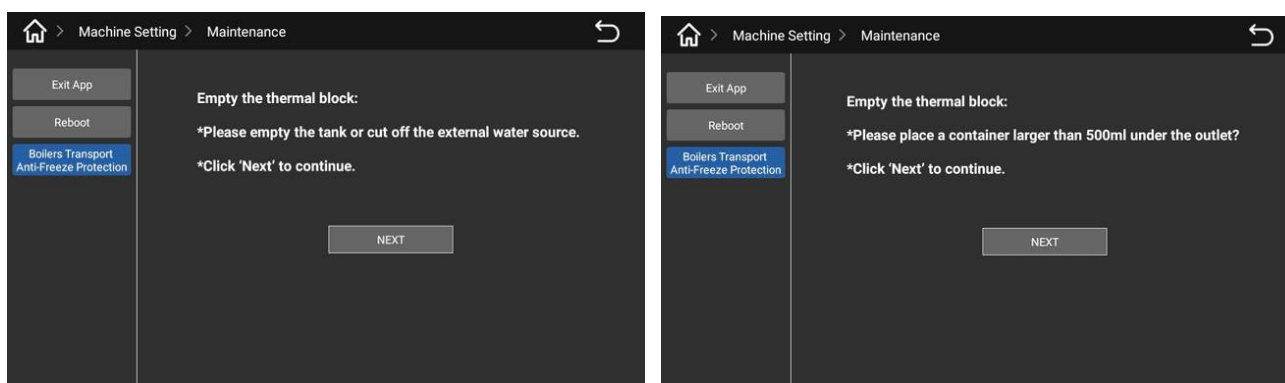 Machine Setting > Maintenance
Exit App
Reboot
Boilers Transport
Anti-Freeze Protection
Empty the thermal block:
*Please empty the tank or cut off the external water source.
*Click ‘Next’ to continue.
NEXT
Machine Setting > Maintenance
Exit App
Reboot
Boilers Transport
Anti-Freeze Protection
Empty the thermal block:
*Please place a container larger than 500ml under the outlet?
*Click ‘Next’ to continue.
NEXT